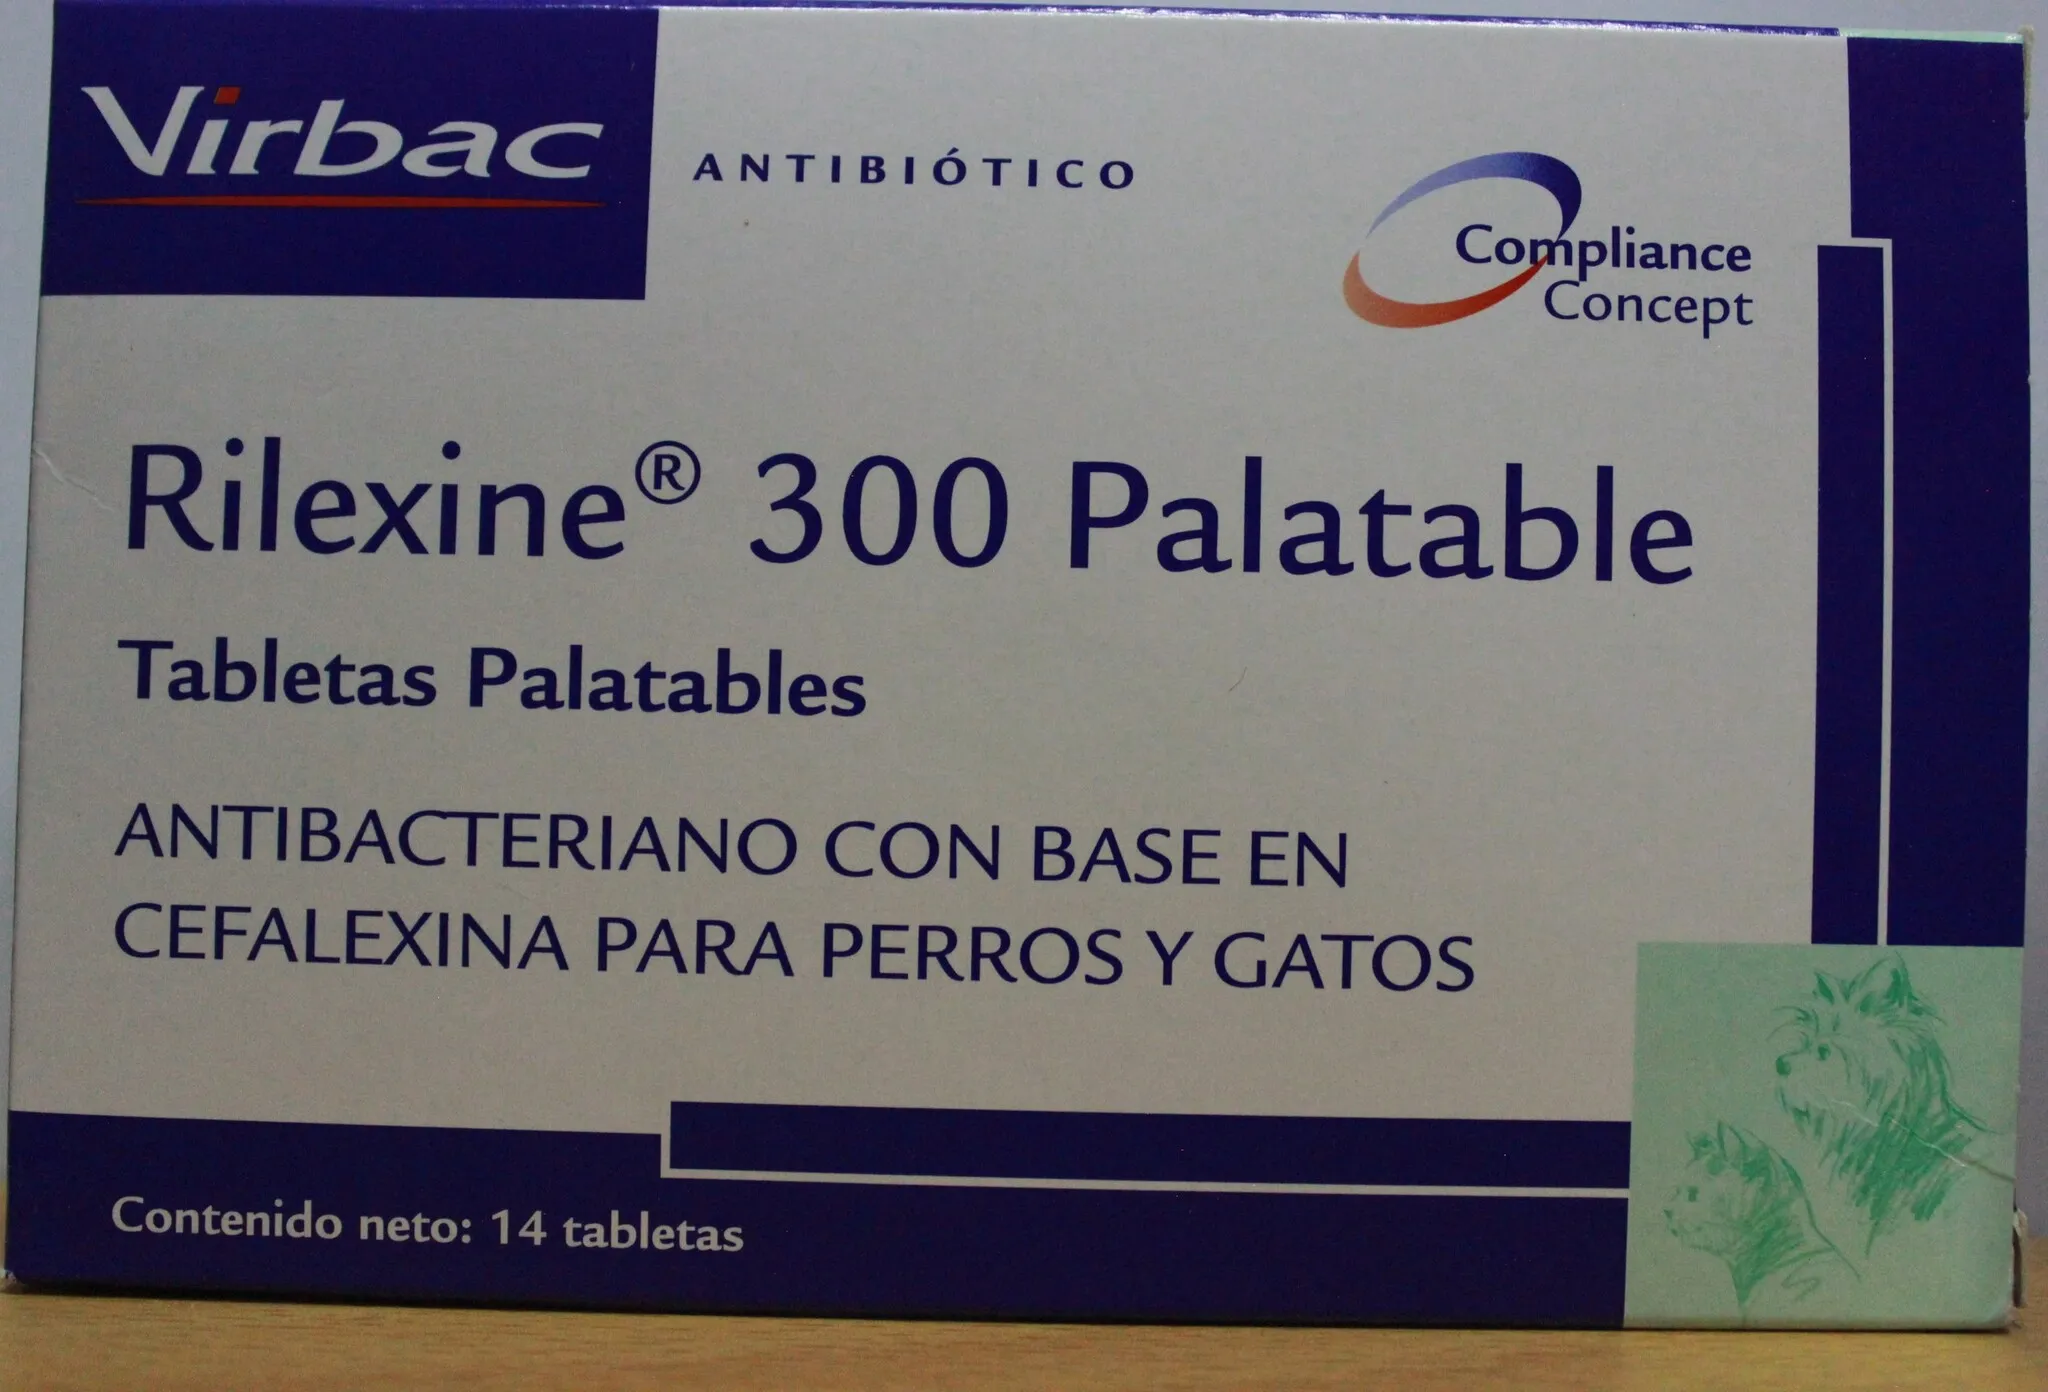 Virbac
ANTIBIÓTICO
Compliance
Concept
Rilexine® 300 Palatable
Tabletas Palatables
ANTIBACTERIANO CON BASE EN
CEFALEXINA PARA PERROS Y GATOS
Contenido neto: 14 tabletas